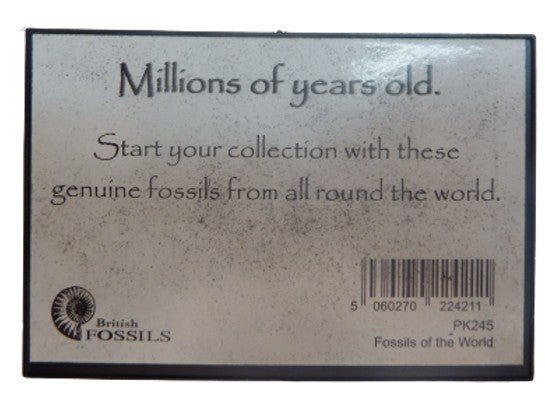 Millions of years old.
Start your collection with these
genuine fossils from all round the world.
British
FOSSILS
5 060270 224211
PK245
Fossils of the World